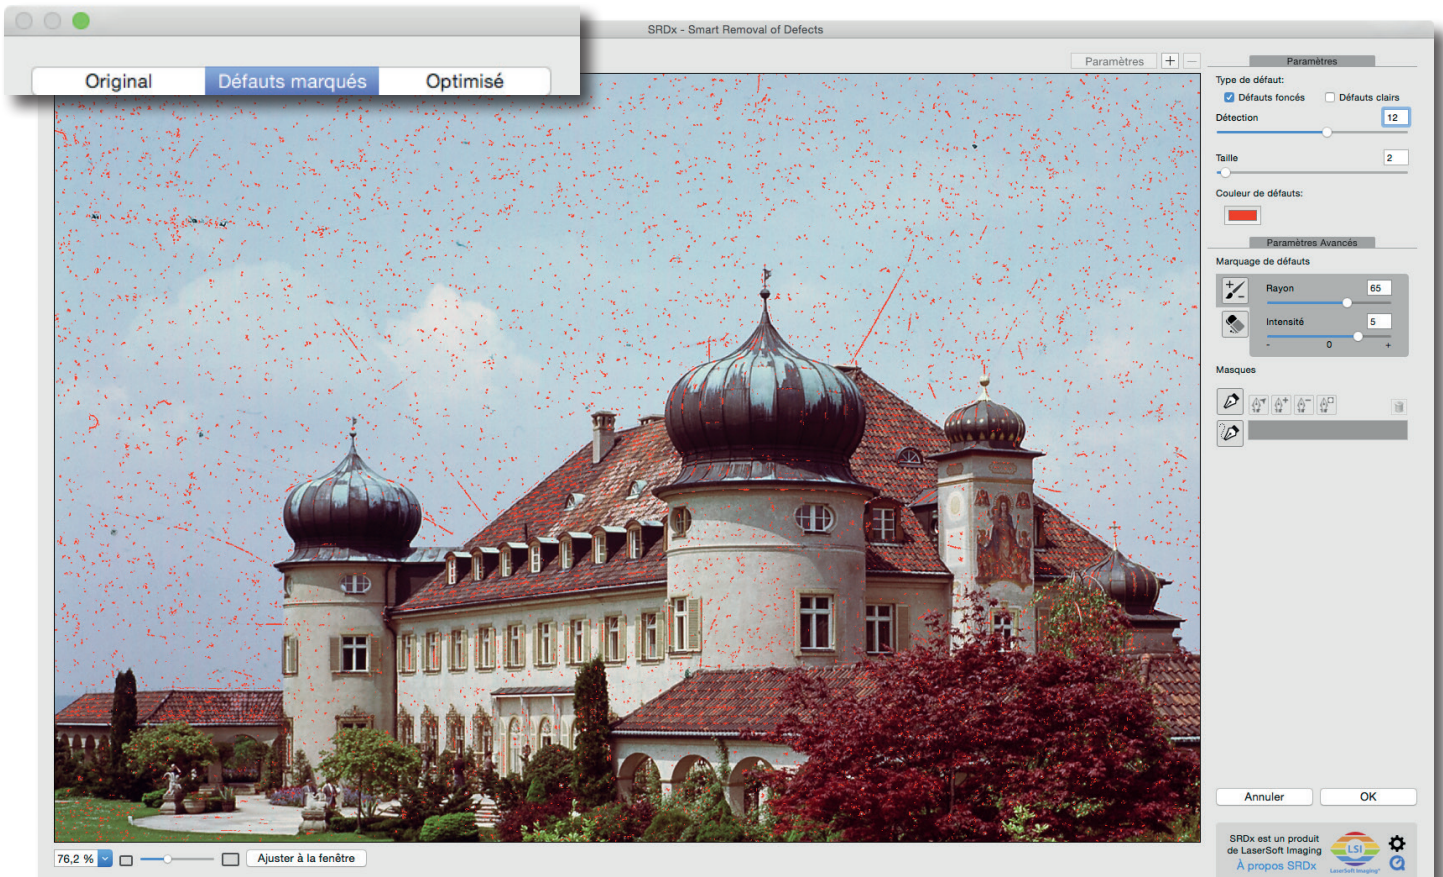 SRDx - Smart Removal of Defects
Original Défauts marqués Optimisé
Paramètres + —
Paramètres
Type de défaut:
Défauts foncés Défauts clairs
Détection 12
Taille 2
Couleur de défauts:
Paramètres Avancés
Marquage de défauts
Rayon 65
Intensité 5
- 0 +
Masques
Annuler OK
76,2 % Ajuster à la fenêtre
SRDx est un produit
de LaserSoft Imaging
À propos SRDx
LSI
LaserSoft Imaging